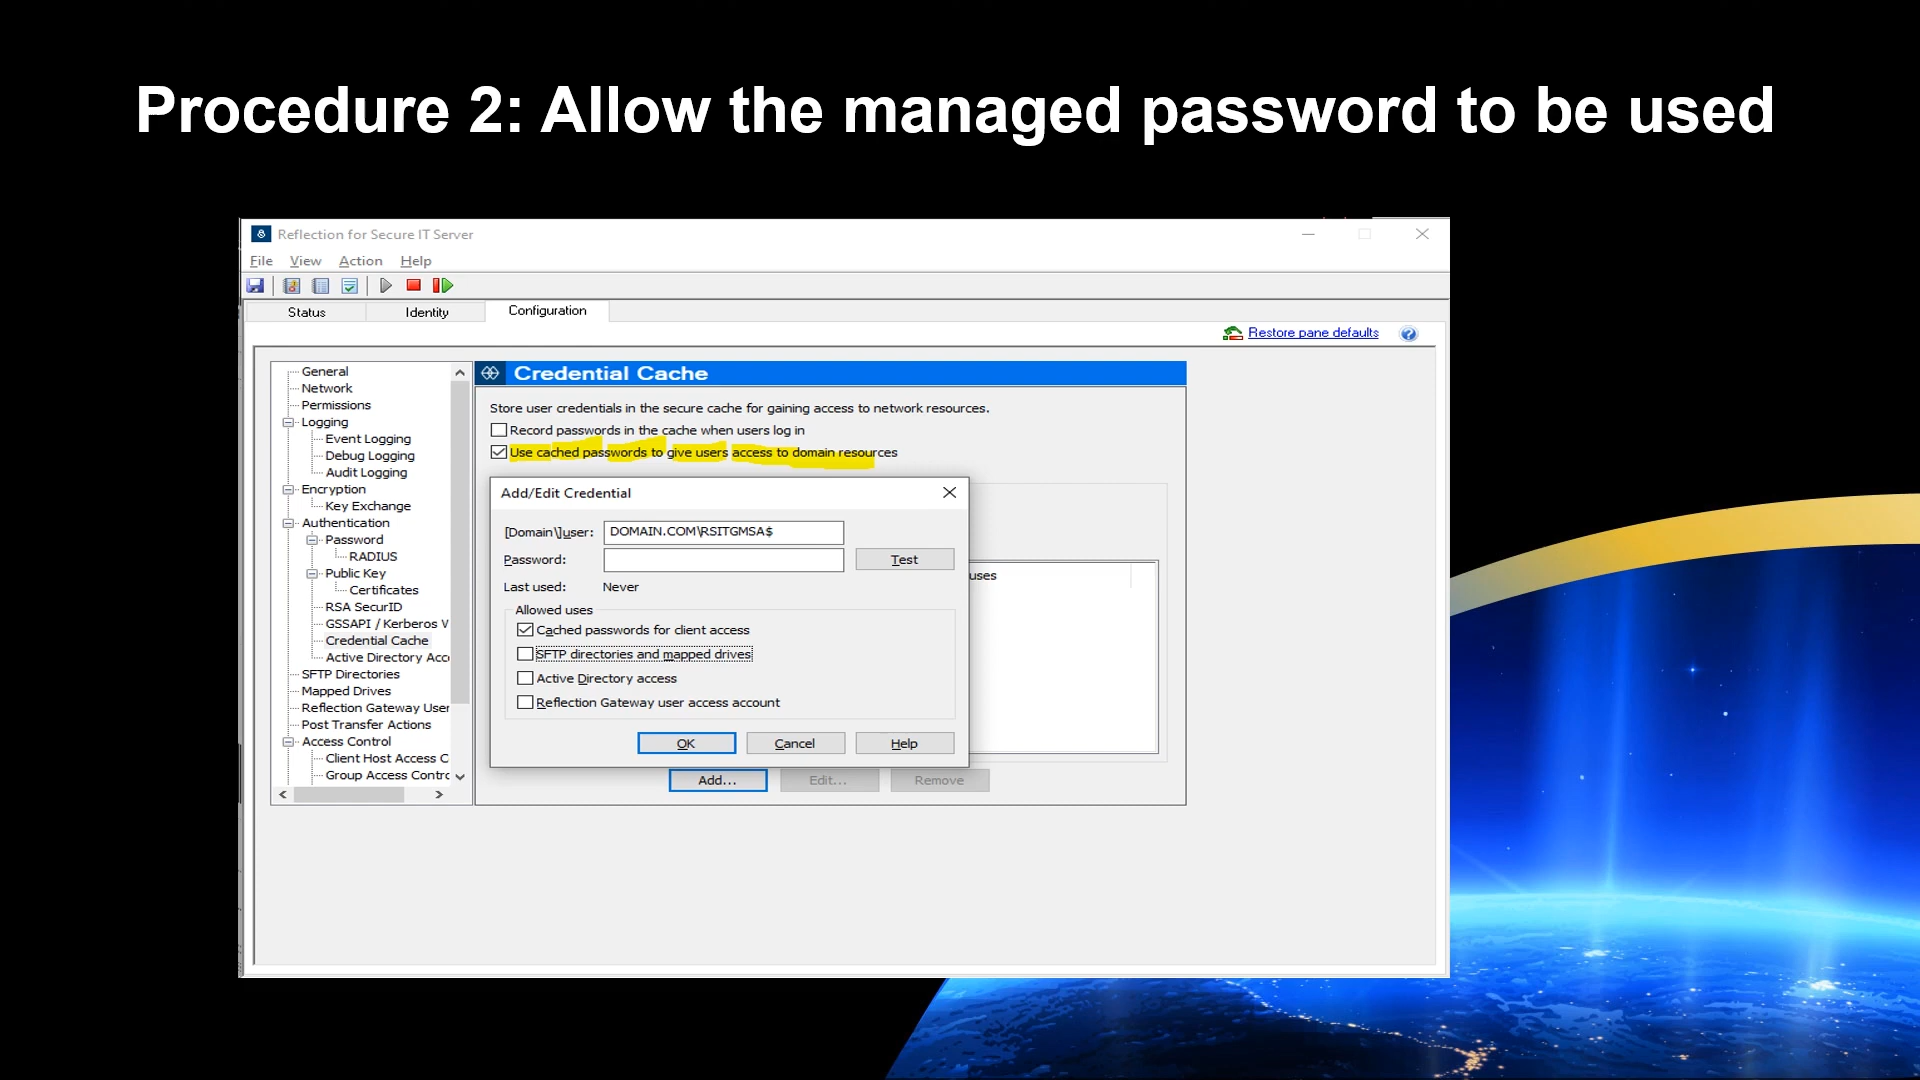 Procedure 2: Allow the managed password to be used
Reflection for Secure IT Server
File View Action Help
Status Identity Configuration
Restore pane defaults
General
Network
Permissions
Logging
Event Logging
Debug Logging
Audit Logging
Encryption
Key Exchange
Authentication
Password
RADIUS
Public Key
Certificates
RSA SecurID
GSSAPI / Kerberos V
Credential Cache
Active Directory Acc
SFTP Directories
Mapped Drives
Reflection Gateway User
Post Transfer Actions
Access Control
Client Host Access C
Group Access Contro
Credential Cache
Store user credentials in the secure cache for gaining access to network resources.
Record passwords in the cache when users log in
Use cached passwords to give users access to domain resources
Add/Edit Credential
[Domain\]user: DOMAIN.COM\RSITGMSA$
Password: Test
Last used: Never
Allowed uses
Cached passwords for client access
SFTP directories and mapped drives
Active Directory access
Reflection Gateway user access account
OK Cancel Help
uses
Add... Edit... Remove